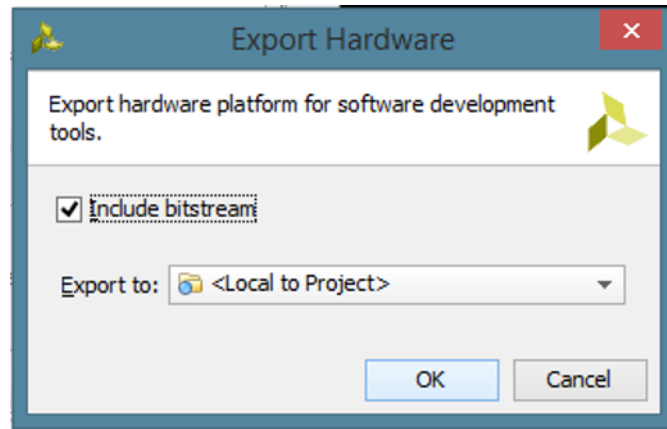 Export Hardware
Export hardware platform for software development
tools.
Include bitstream
Export to: <Local to Project>
OK Cancel